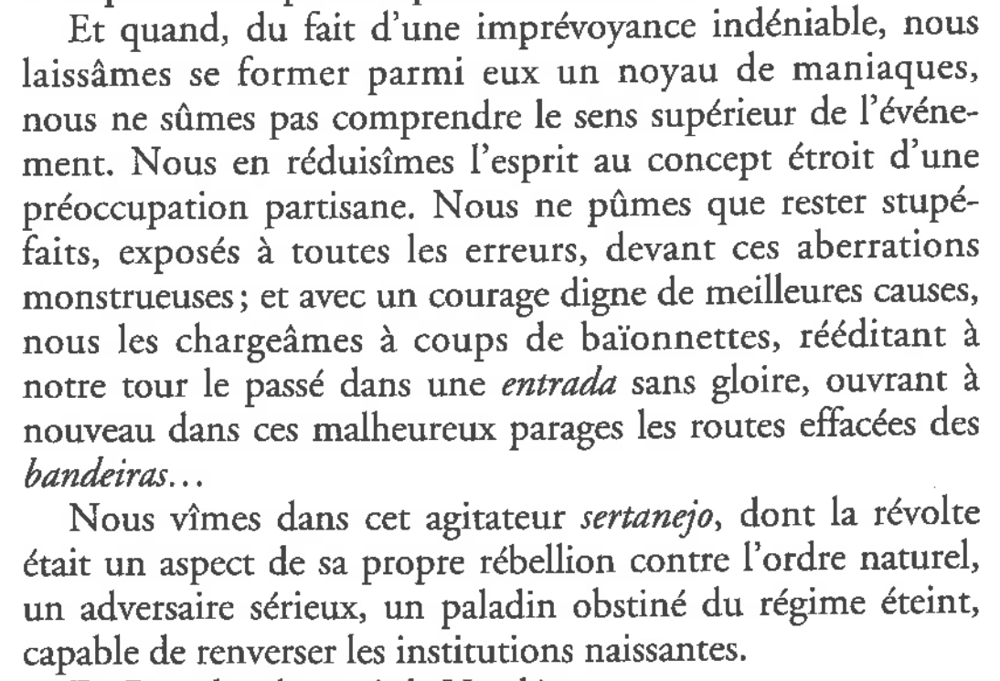 Et quand, du fait d'une imprévoyance indéniable, nous
laissâmes se former parmi eux un noyau de maniaques,
nous ne sûmes pas comprendre le sens supérieur de l'événe-
ment. Nous en réduisîmes l'esprit au concept étroit d'une
préoccupation partisane. Nous ne pûmes que rester stupé-
faits, exposés à toutes les erreurs, devant ces aberrations
monstrueuses ; et avec un courage digne de meilleures causes,
nous les chargeâmes à coups de baïonnettes, rééditant à
notre tour le passé dans une entrada sans gloire, ouvrant à
nouveau dans ces malheureux parages les routes effacées des
bandeiras...
Nous vîmes dans cet agitateur sertanejo, dont la révolte
était un aspect de sa propre rébellion contre l'ordre naturel,
un adversaire sérieux, un paladin obstiné du régime éteint,
capable de renverser les institutions naissantes.